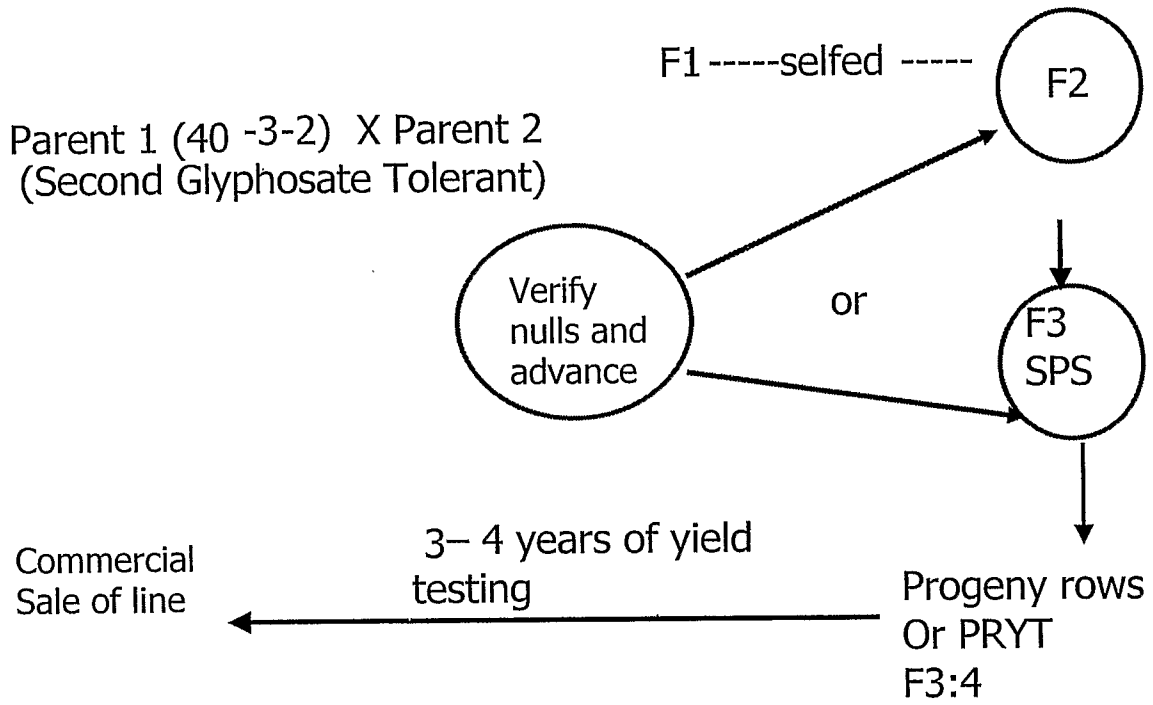 F1 -----selfed -----
F2
Parent 1 (40 -3-2) X Parent 2
(Second Glyphosate Tolerant)
Verify
nulls and
advance
or
F3
SPS
3– 4 years of yield
testing
Commercial
Sale of line
Progeny rows
Or PRYT
F3:4